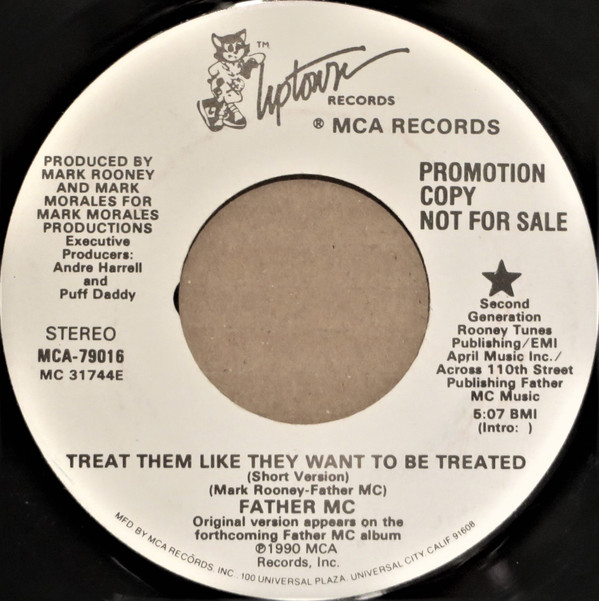 Uptown TM
RECORDS
® MCA RECORDS
PRODUCED BY
MARK ROONEY
AND MARK
MORALES FOR
MARK MORALES
PRODUCTIONS
Executive
Producers:
Andre Harrell
and
Puff Daddy
PROMOTION
COPY
NOT FOR SALE
STEREO
MCA-79016
MC 31744E
Second
Generation
Rooney Tunes
Publishing/EMI
April Music Inc./
Across 110th Street
Publishing Father
MC Music
5:07 BMI
(Intro: )
TREAT THEM LIKE THEY WANT TO BE TREATED
(Short Version)
(Mark Rooney-Father MC)
FATHER MC
Original version appears on the
forthcoming Father MC album
℗1990 MCA
Records, Inc.
MFD BY MCA RECORDS, INC. 100 UNIVERSAL PLAZA, UNIVERSAL CITY CALIF 91608